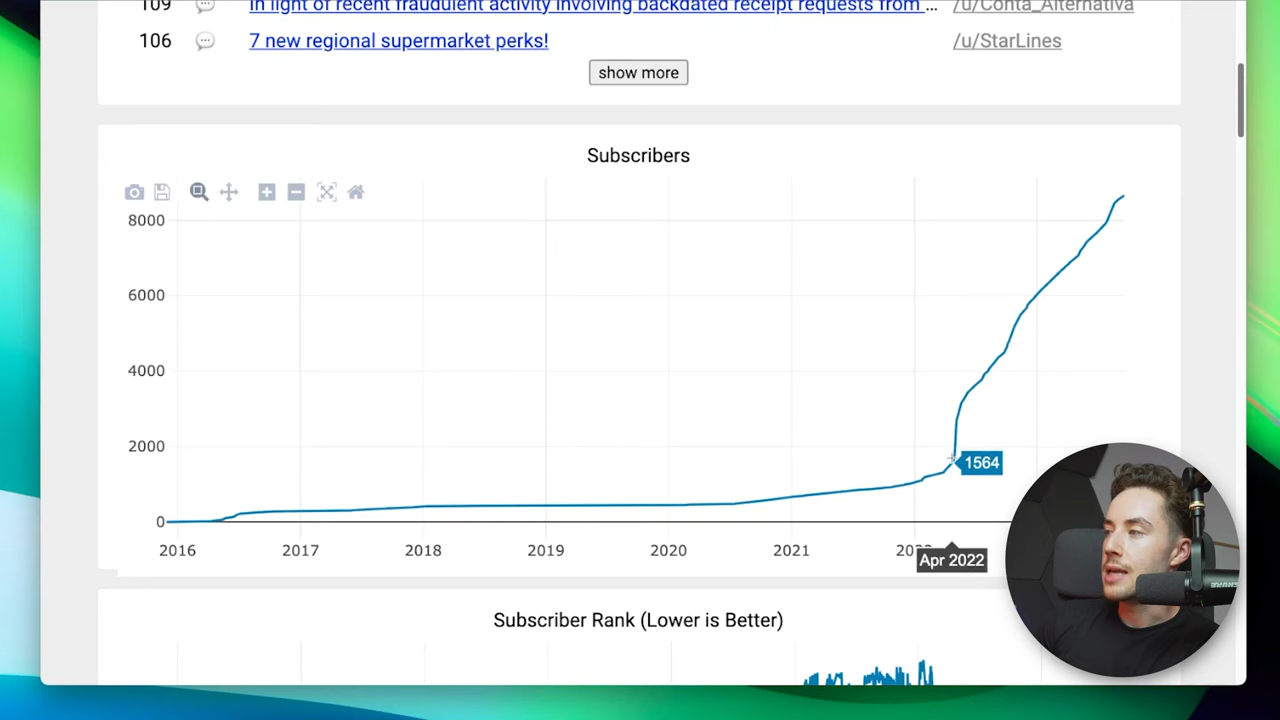 109 In light of recent fraudulent activity involving backdated receipt requests from ... /u/Conta_Alternativa
106 7 new regional supermarket perks! /u/StarLines
show more
Subscribers
8000
6000
4000
2000
1564
0
2016 2017 2018 2019 2020 2021
Apr 2022
Subscriber Rank (Lower is Better)